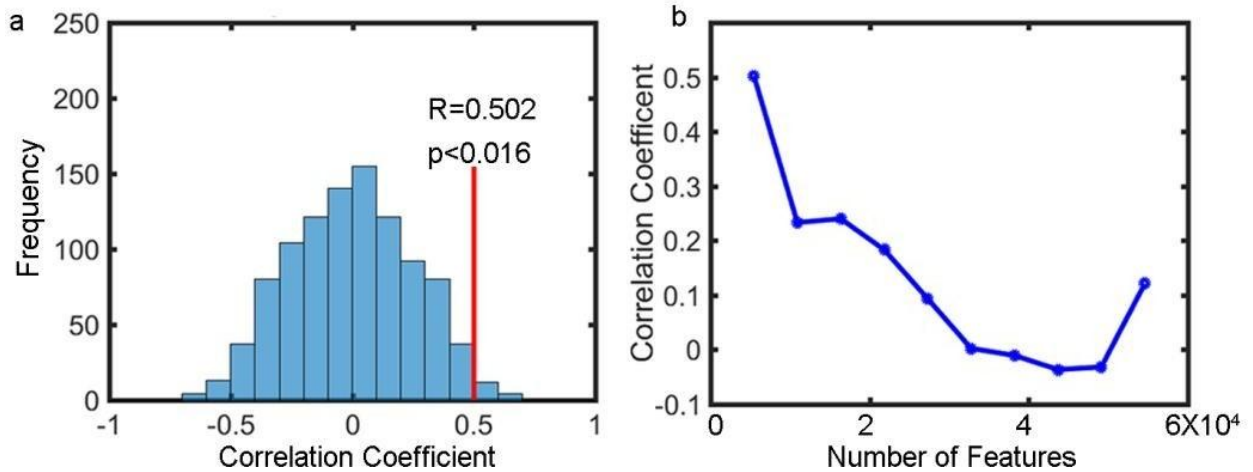 a
250
200
150
100
50
0
Frequency
R=0.502
p<0.016
-1
-0.5
0
0.5
1
Correlation Coefficient
b
0.5
0.4
0.3
0.2
0.1
0
-0.1
Correlation Coefficent
0
2
4
6X10⁴
Number of Features